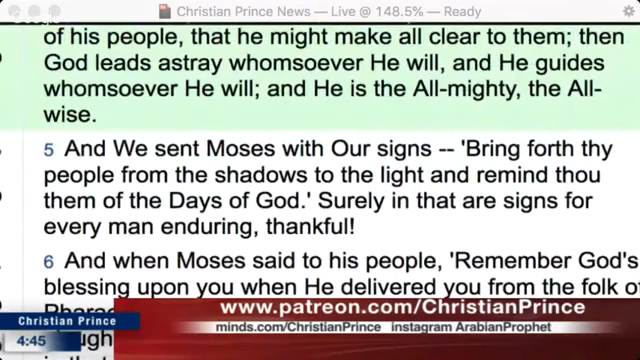 Christian Prince News — Live @ 148.5% — Ready
of his people, that he might make all clear to them; then
God leads astray whomsoever He will, and He guides
whomsoever He will; and He is the All-mighty, the All-
wise.
5 And We sent Moses with Our signs -- 'Bring forth thy
people from the shadows to the light and remind thou
them of the Days of God.' Surely in that are signs for
every man enduring, thankful!
6 And when Moses said to his people, 'Remember God's
blessing upon you when He delivered you from the folk of
www.patreon.com/ChristianPrince
Christian Prince
minds.com/ChristianPrince instagram ArabianProphet
4:45